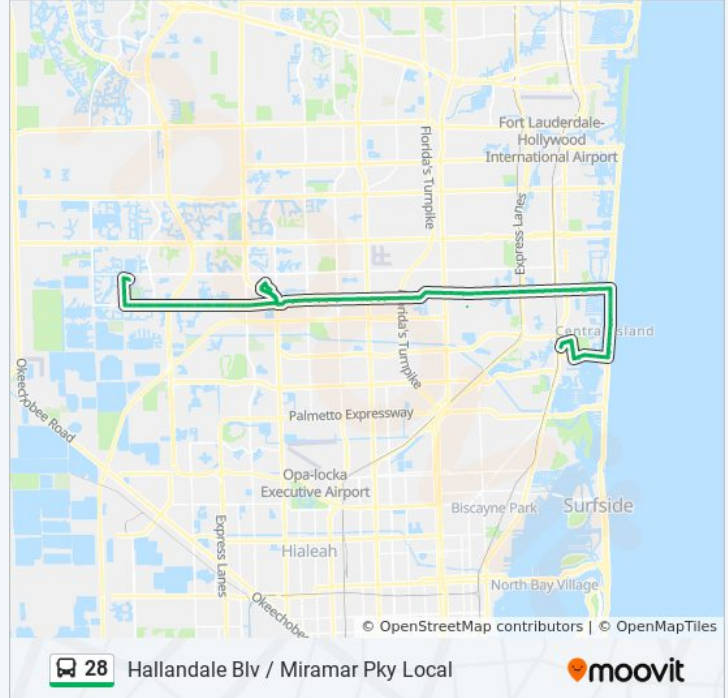 Fort Lauderdale-
Hollywood
International Airport
Florida's Turnpike
Express Lanes
Florida's Turnpike
Central Island
Okeechobee Road
Palmetto Expressway
Opa-locka
Executive Airport
Biscayne Park
Surfside
Express Lanes
Hialeah
North Bay Village
Okeechobee
© OpenStreetMap contributors | © OpenMapTiles
28 Hallandale Blv / Miramar Pky Local
moovit